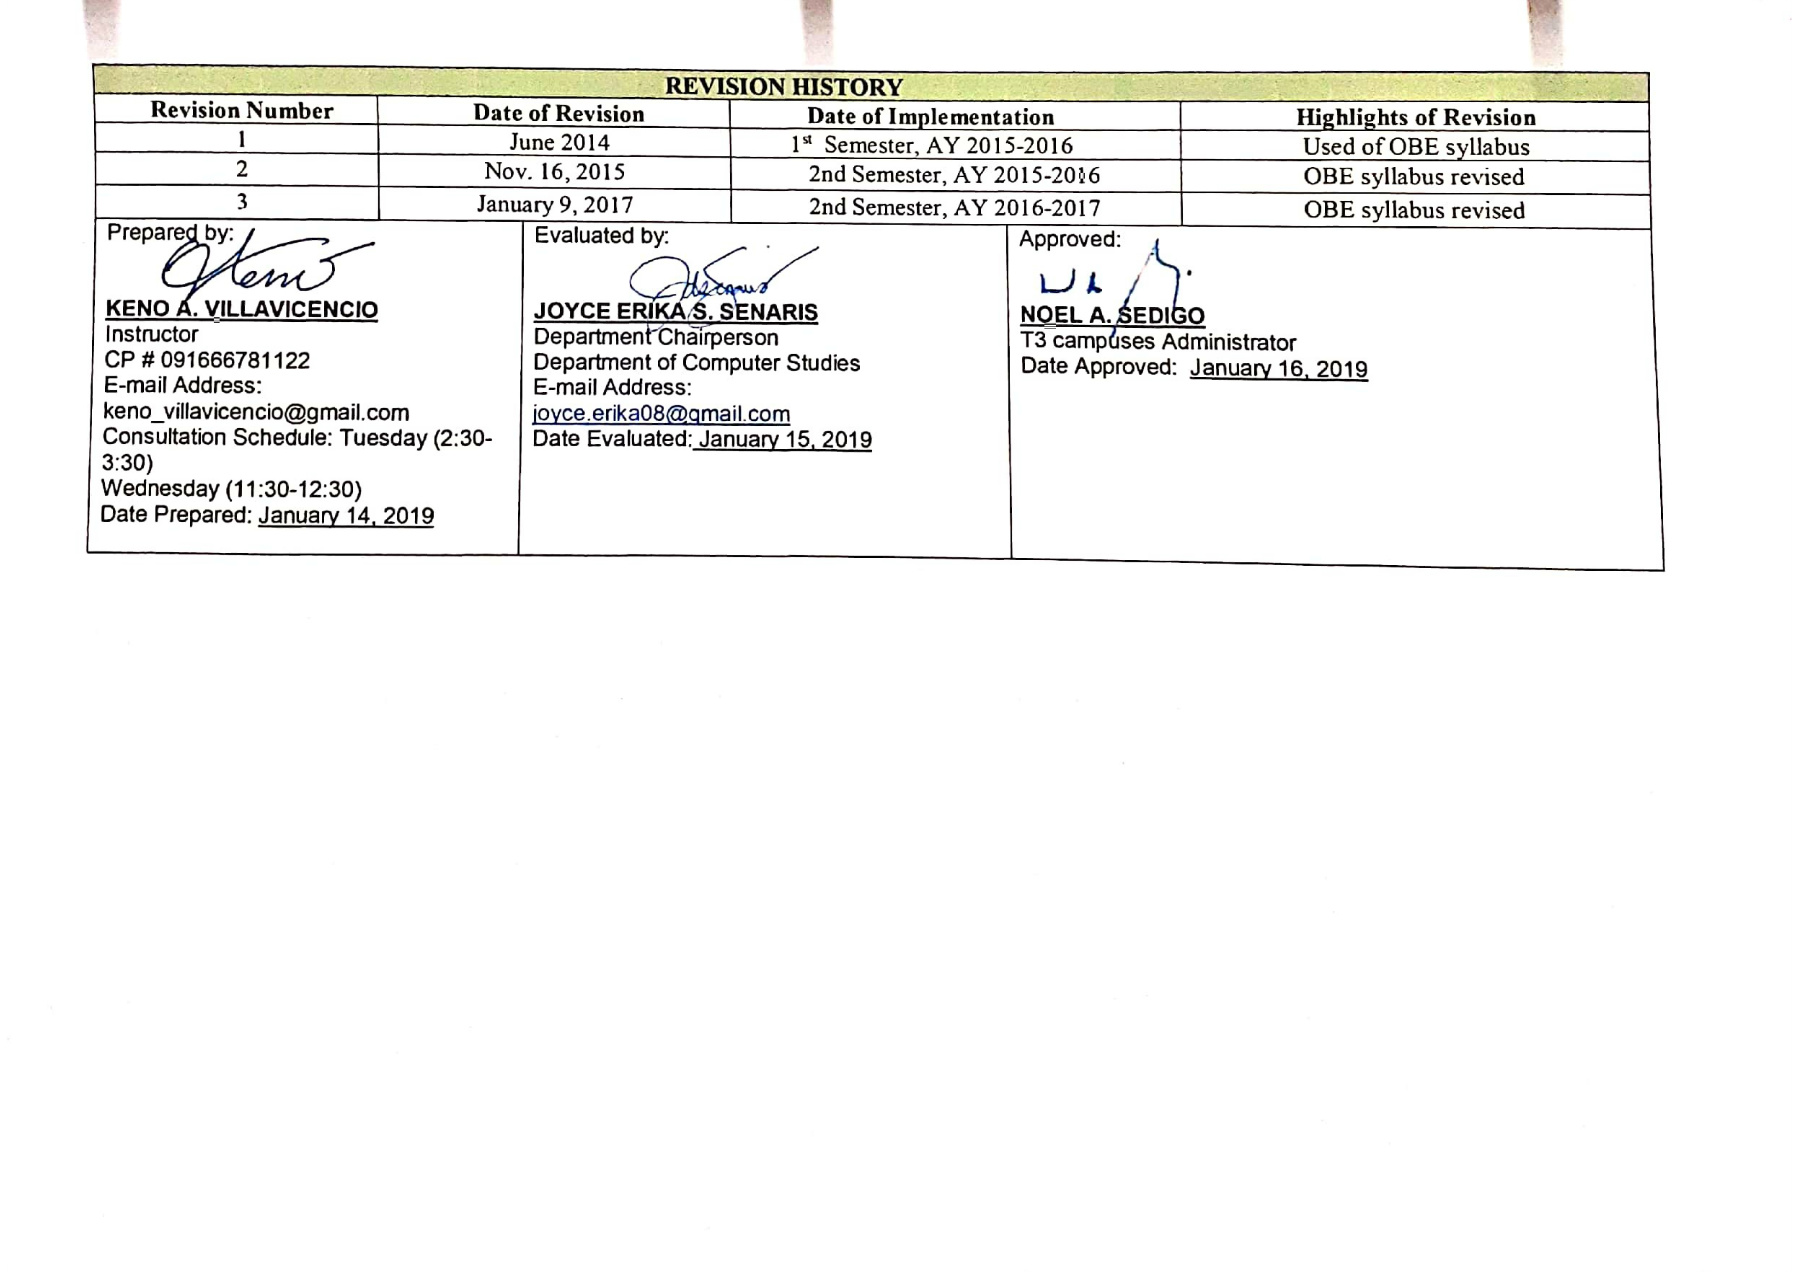 REVISION HISTORY
Revision Number Date of Revision Date of Implementation Highlights of Revision
1 June 2014 1st Semester, AY 2015-2016 Used of OBE syllabus
2 Nov. 16, 2015 2nd Semester, AY 2015-2016 OBE syllabus revised
3 January 9, 2017 2nd Semester, AY 2016-2017 OBE syllabus revised
Prepared by:
KENO A. VILLAVICENCIO
Instructor
CP # 091666781122
E-mail Address:
keno_villavicencio@gmail.com
Consultation Schedule: Tuesday (2:30-
3:30)
Wednesday (11:30-12:30)
Date Prepared: January 14, 2019
Evaluated by:
JOYCE ERIKA S. SENARIS
Department Chairperson
Department of Computer Studies
E-mail Address:
joyce.erika08@gmail.com
Date Evaluated: January 15, 2019
Approved:
NOEL A. SEDIGO
T3 campuses Administrator
Date Approved: January 16, 2019